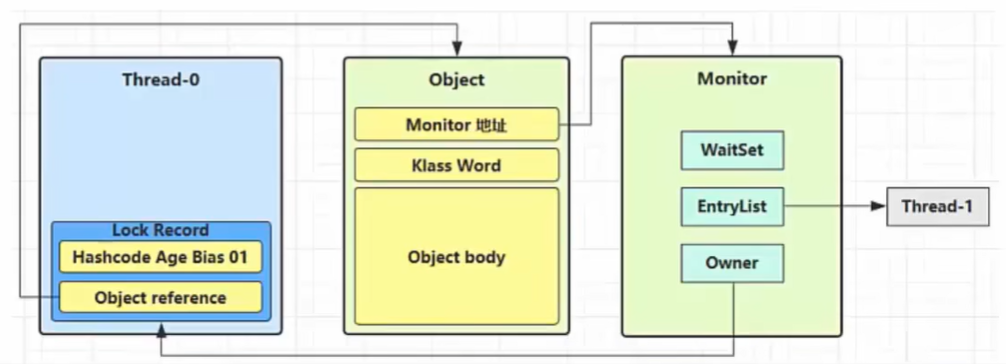 Thread-0
Lock Record
Hashcode Age Bias 01
Object reference
Object
Monitor 地址
Klass Word
Object body
Monitor
WaitSet
EntryList
Owner
Thread-1